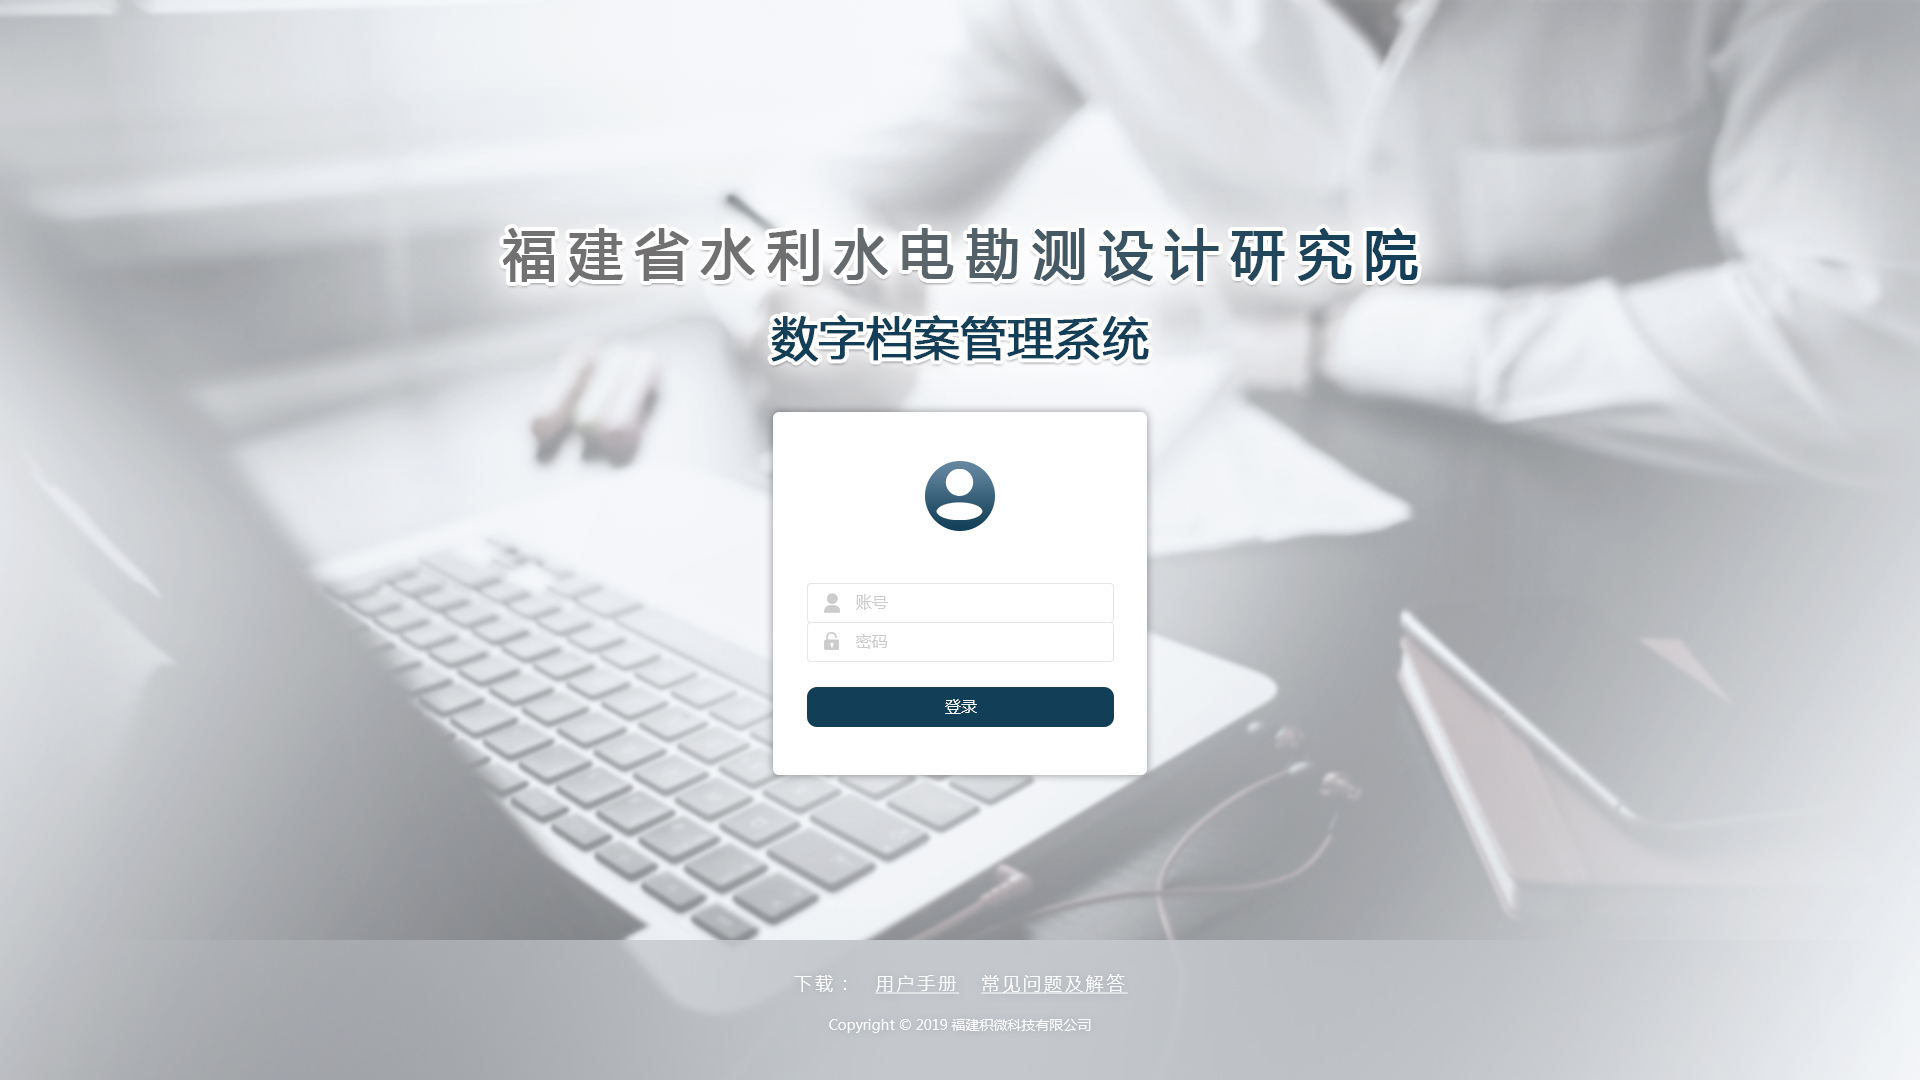 福建省水利水电勘测设计研究院
数字档案管理系统
账号
密码
登录
下载： 用户手册 常见问题及解答
Copyright © 2019 福建积微科技有限公司